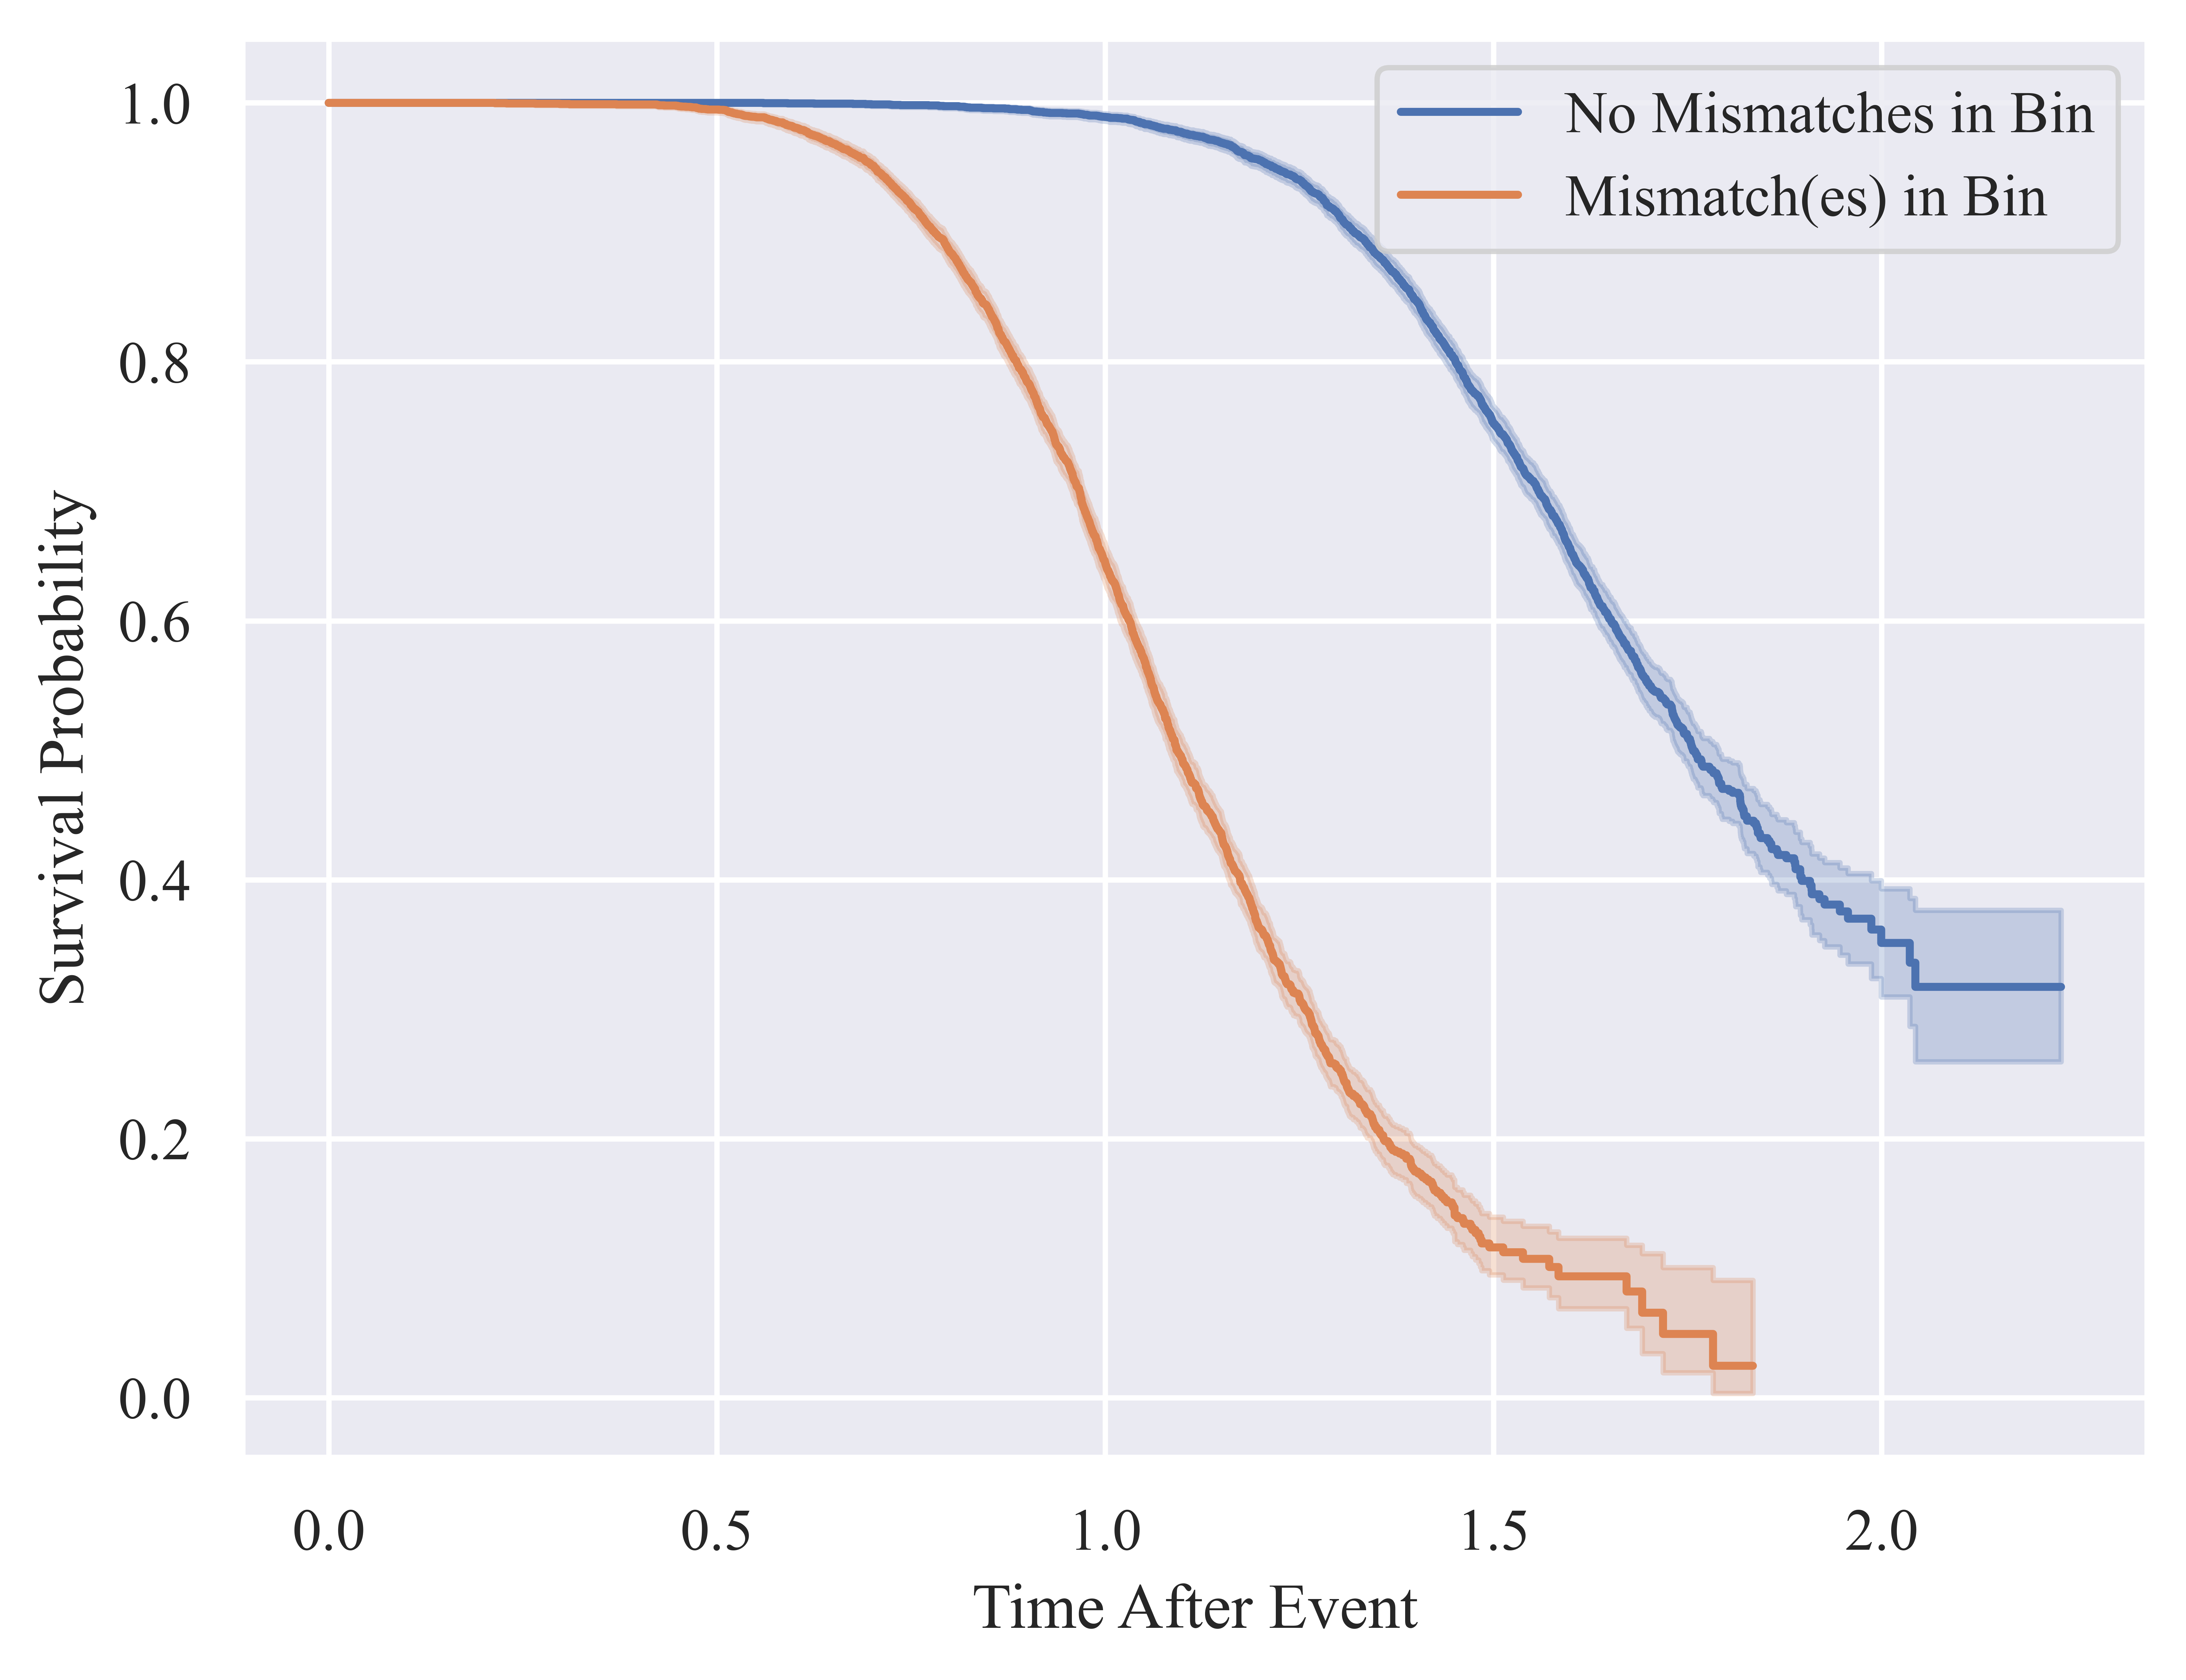 No Mismatches in Bin
Mismatch(es) in Bin
1.0
0.8
0.6
0.4
0.2
0.0
Survival Probability
0.0 0.5 1.0 1.5 2.0
Time After Event